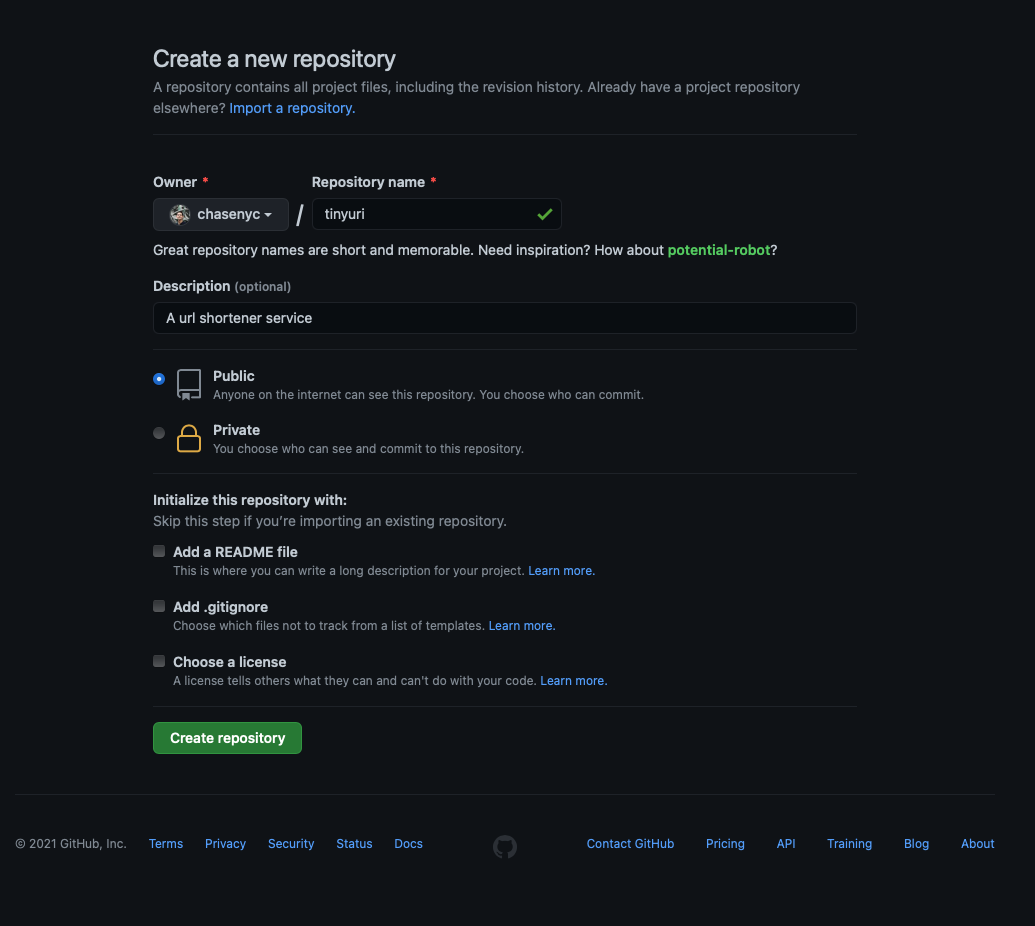 Create a new repository
A repository contains all project files, including the revision history. Already have a project repository
elsewhere? Import a repository.
Owner *
Repository name *
chasenyc
/
tinyuri
Great repository names are short and memorable. Need inspiration? How about potential-robot?
Description (optional)
A url shortener service
Public
Anyone on the internet can see this repository. You choose who can commit.
Private
You choose who can see and commit to this repository.
Initialize this repository with:
Skip this step if you're importing an existing repository.
Add a README file
This is where you can write a long description for your project. Learn more.
Add .gitignore
Choose which files not to track from a list of templates. Learn more.
Choose a license
A license tells others what they can and can't do with your code. Learn more.
Create repository
© 2021 GitHub, Inc. Terms Privacy Security Status Docs Contact GitHub Pricing API Training Blog About